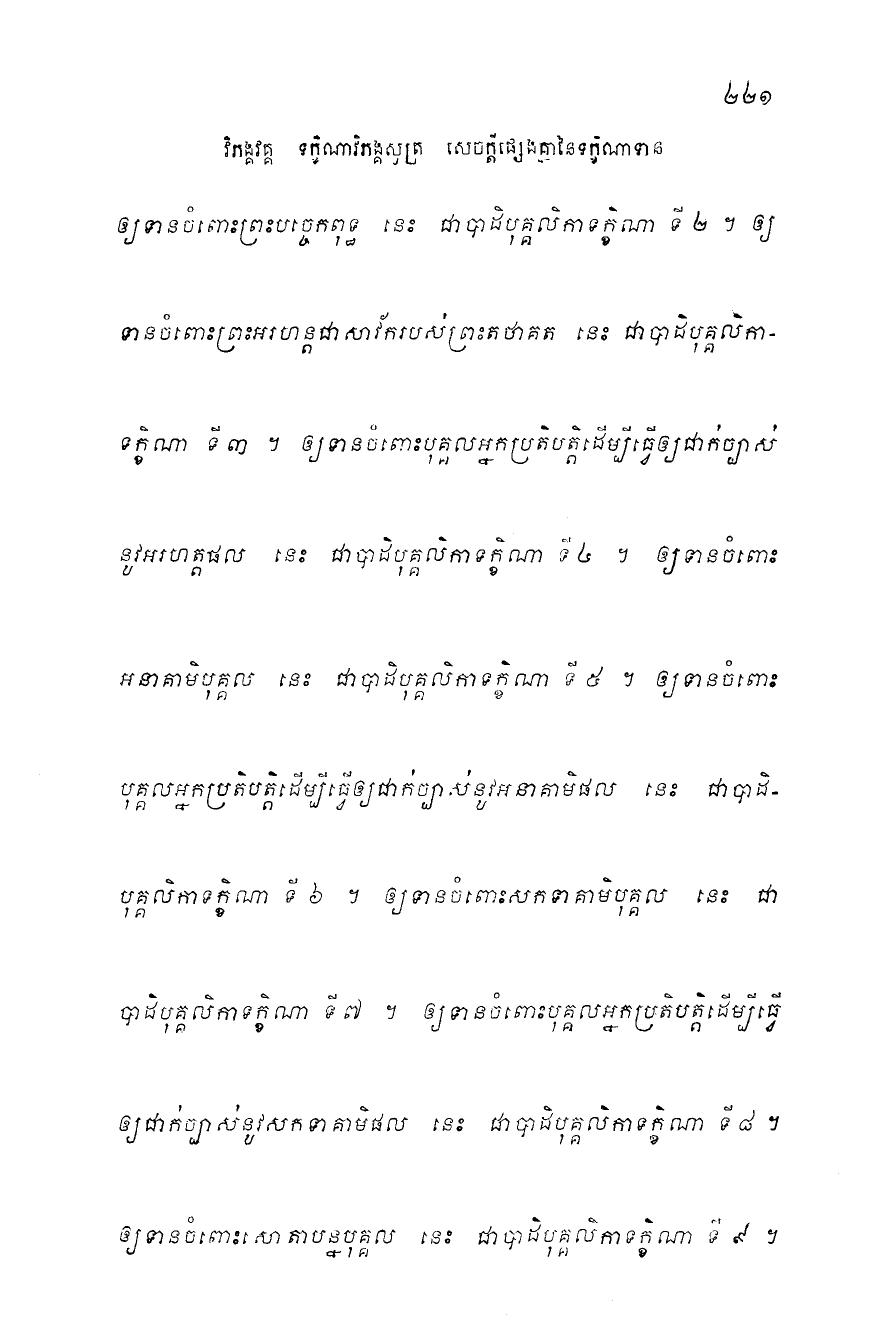 ២២១
វិភង្គវគ្គ ទក្ខិណាវិភង្គសូត្រ សេចក្តីផ្សេងគ្នានៃទក្ខិណាទាន
ឲ្យទានចំពោះព្រះបច្ចេកពុទ្ធ នេះ ជាបាដិបុគ្គលិកាទក្ខិណា ទី ២ ។ ឲ្យ
ទានចំពោះព្រះអរហន្តជាសាវ័ករបស់ព្រះតថាគត នេះ ជាបាដិបុគ្គលិកា-
ទក្ខិណា ទី ៣ ។ ឲ្យទានចំពោះបុគ្គលអ្នកប្រតិបត្តិដើម្បីធ្វើឲ្យជាក់ច្បាស់
នូវអរហត្តផល នេះ ជាបាដិបុគ្គលិកាទក្ខិណា ទី ៤ ។ ឲ្យទានចំពោះ
អនាគាមិបុគ្គល នេះ ជាបាដិបុគ្គលិកាទក្ខិណា ទី ៥ ។ ឲ្យទានចំពោះ
បុគ្គលអ្នកប្រតិបត្តិដើម្បីធ្វើឲ្យជាក់ច្បាស់នូវអនាគាមិផល នេះ ជាបាដិ-
បុគ្គលិកាទក្ខិណា ទី ៦ ។ ឲ្យទានចំពោះសកទាគាមិបុគ្គល នេះ ជា
បាដិបុគ្គលិកាទក្ខិណា ទី ៧ ។ ឲ្យទានចំពោះបុគ្គលអ្នកប្រតិបត្តិដើម្បីធ្វើ
ឲ្យជាក់ច្បាស់នូវសកទាគាមិផល នេះ ជាបាដិបុគ្គលិកាទក្ខិណា ទី ៨ ។
ឲ្យទានចំពោះសោតាបន្នបុគ្គល នេះ ជាបាដិបុគ្គលិកាទក្ខិណា ទី ៩ ។